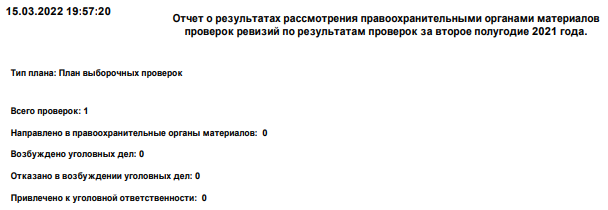 15.03.2022 19:57:20
Отчет о результатах рассмотрения правоохранительными органами материалов
проверок ревизий по результатам проверок за второе полугодие 2021 года.
Тип плана: План выборочных проверок
Всего проверок: 1
Направлено в правоохранительные органы материалов: 0
Возбуждено уголовных дел: 0
Отказано в возбуждении уголовных дел: 0
Привлечено к уголовной ответственности: 0